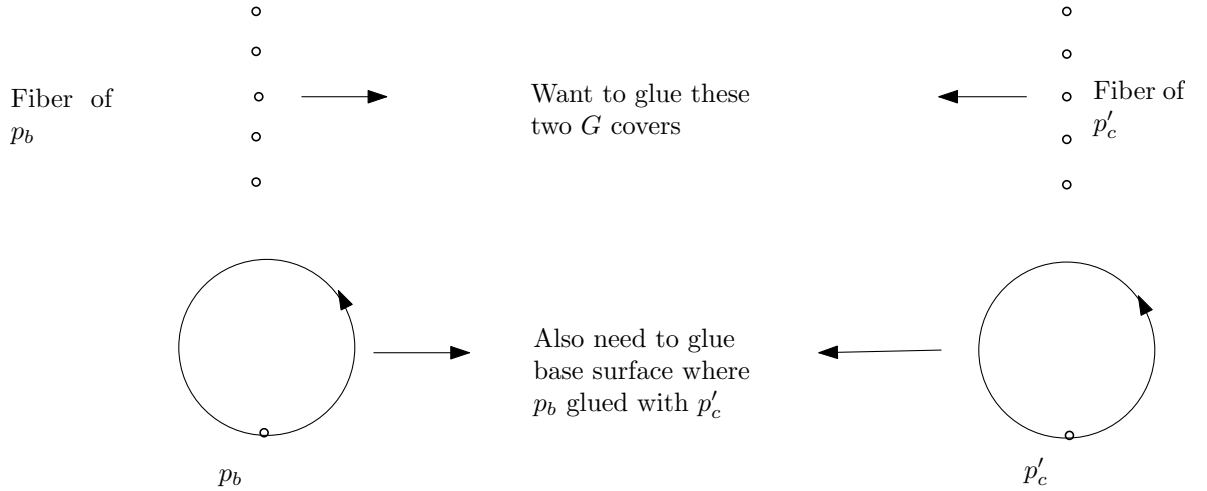 Fiber of
p_b
Want to glue these
two G covers
Fiber of
p'_c
Also need to glue
base surface where
p_b glued with p'_c
p_b
p'_c